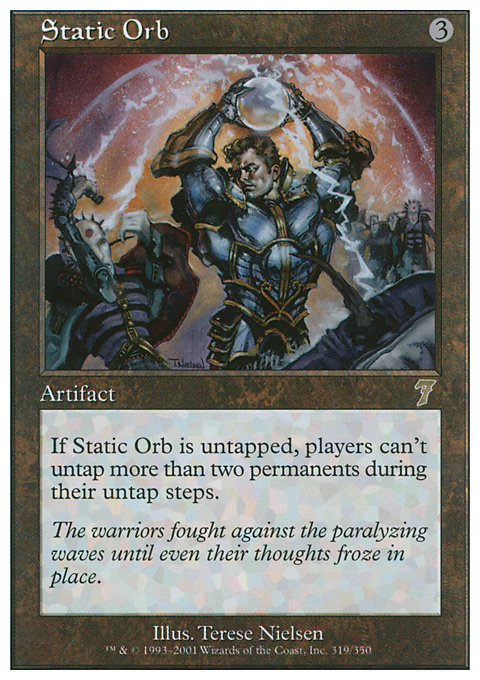 Static Orb
3
T. Nielsen
Artifact
7
If Static Orb is untapped, players can't
untap more than two permanents during
their untap steps.
The warriors fought against the paralyzing
waves until even their thoughts froze in
place.
Illus. Terese Nielsen
™ & © 1993-2001 Wizards of the Coast, Inc. 319/350